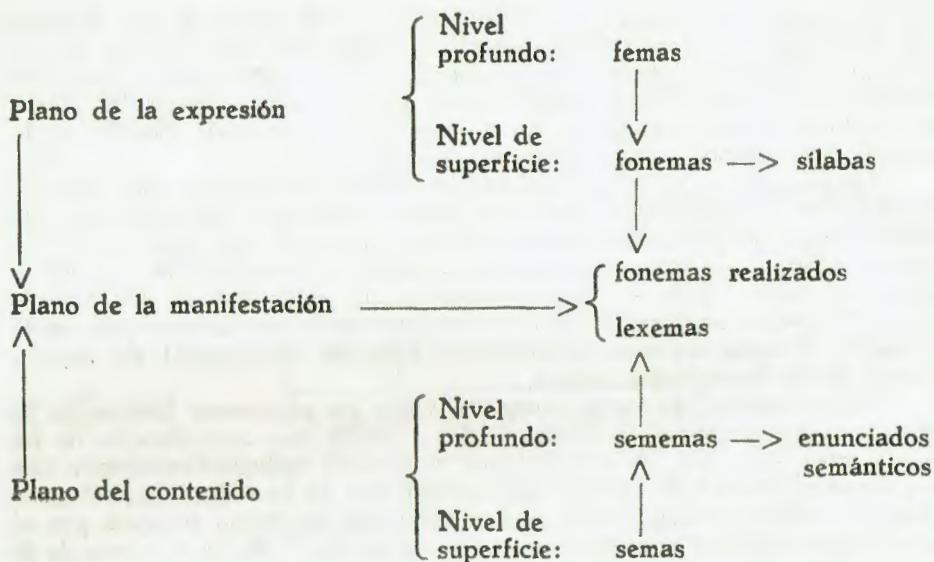 Nivel
profundo: femas
Plano de la expresión
Nivel de
superficie: fonemas —> sílabas
fonemas realizados
Plano de la manifestación
lexemas
Nivel
profundo: sememas —> enunciados
semánticos
Plano del contenido
Nivel de
superficie: semas